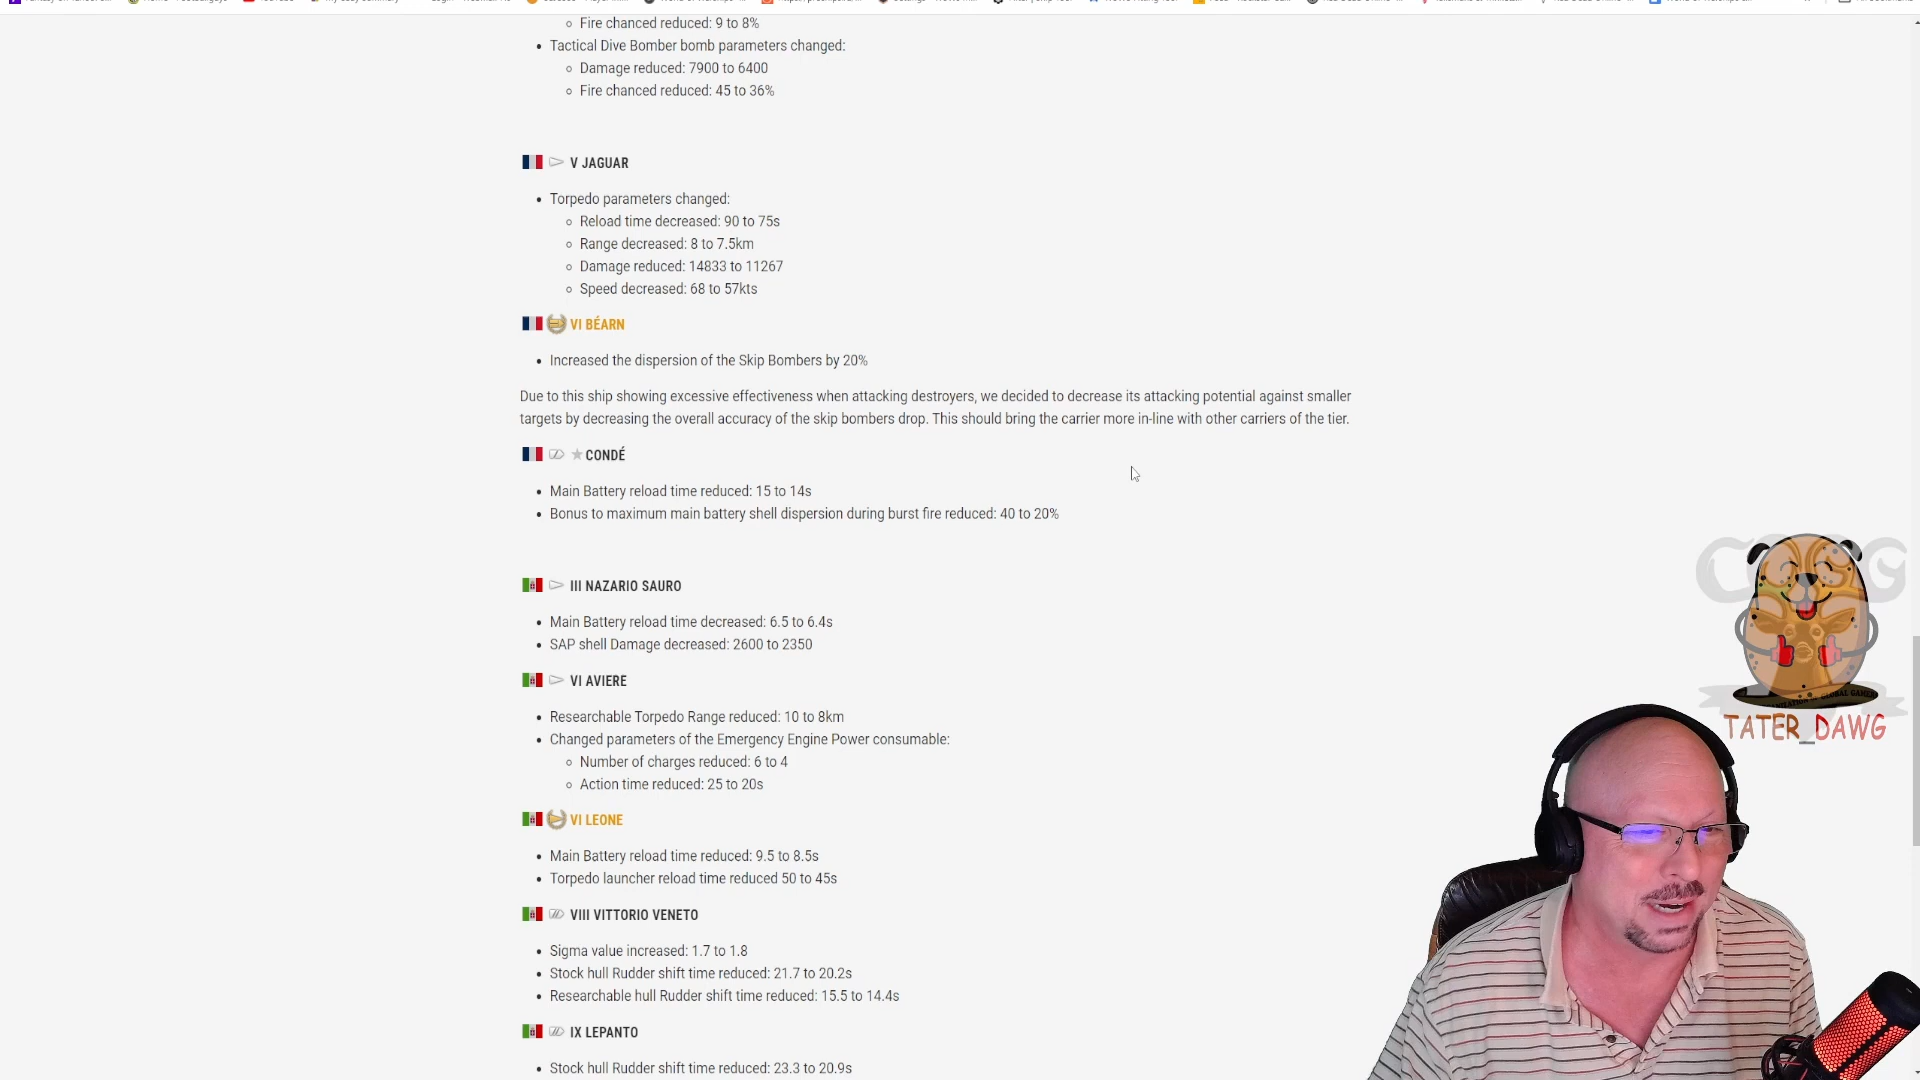 Fire chanced reduced: 9 to 8%
Tactical Dive Bomber bomb parameters changed:
Damage reduced: 7900 to 6400
Fire chanced reduced: 45 to 36%
V JAGUAR
Torpedo parameters changed:
Reload time decreased: 90 to 75s
Range decreased: 8 to 7.5km
Damage reduced: 14833 to 11267
Speed decreased: 68 to 57kts
VI BÉARN
Increased the dispersion of the Skip Bombers by 20%
Due to this ship showing excessive effectiveness when attacking destroyers, we decided to decrease its attacking potential against smaller
targets by decreasing the overall accuracy of the skip bombers drop. This should bring the carrier more in-line with other carriers of the tier.
★ CONDÉ
Main Battery reload time reduced: 15 to 14s
Bonus to maximum main battery shell dispersion during burst fire reduced: 40 to 20%
III NAZARIO SAURO
Main Battery reload time decreased: 6.5 to 6.4s
SAP shell Damage decreased: 2600 to 2350
VI AVIERE
Researchable Torpedo Range reduced: 10 to 8km
Changed parameters of the Emergency Engine Power consumable:
Number of charges reduced: 6 to 4
Action time reduced: 25 to 20s
VI LEONE
Main Battery reload time reduced: 9.5 to 8.5s
Torpedo launcher reload time reduced 50 to 45s
VIII VITTORIO VENETO
Sigma value increased: 1.7 to 1.8
Stock hull Rudder shift time reduced: 21.7 to 20.2s
Researchable hull Rudder shift time reduced: 15.5 to 14.4s
IX LEPANTO
Stock hull Rudder shift time reduced: 23.3 to 20.9s
TATER_DAWG